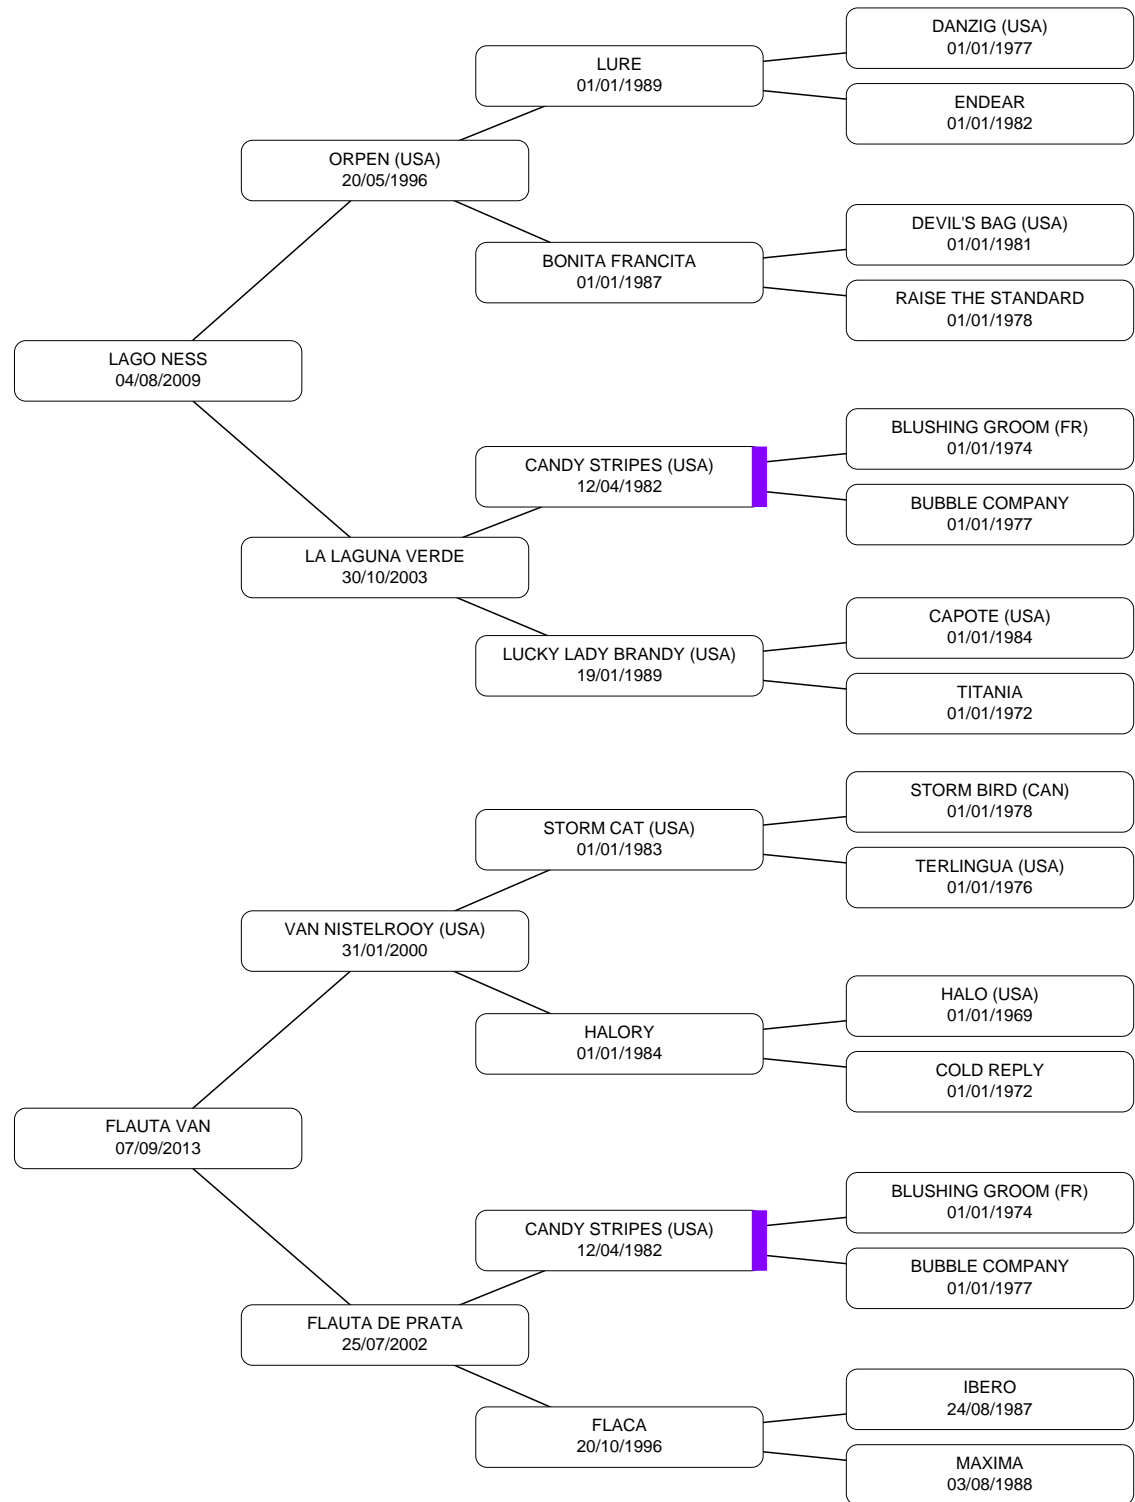 DANZIG (USA)
01/01/1977
LURE
01/01/1989
ENDEAR
01/01/1982
ORPEN (USA)
20/05/1996
DEVIL'S BAG (USA)
01/01/1981
BONITA FRANCITA
01/01/1987
RAISE THE STANDARD
01/01/1978
LAGO NESS
04/08/2009
BLUSHING GROOM (FR)
01/01/1974
CANDY STRIPES (USA)
12/04/1982
BUBBLE COMPANY
01/01/1977
LA LAGUNA VERDE
30/10/2003
CAPOTE (USA)
01/01/1984
LUCKY LADY BRANDY (USA)
19/01/1989
TITANIA
01/01/1972
STORM BIRD (CAN)
01/01/1978
STORM CAT (USA)
01/01/1983
TERLINGUA (USA)
01/01/1976
VAN NISTELROOY (USA)
31/01/2000
HALO (USA)
01/01/1969
HALORY
01/01/1984
COLD REPLY
01/01/1972
FLAUTA VAN
07/09/2013
BLUSHING GROOM (FR)
01/01/1974
CANDY STRIPES (USA)
12/04/1982
BUBBLE COMPANY
01/01/1977
FLAUTA DE PRATA
25/07/2002
IBERO
24/08/1987
FLACA
20/10/1996
MAXIMA
03/08/1988